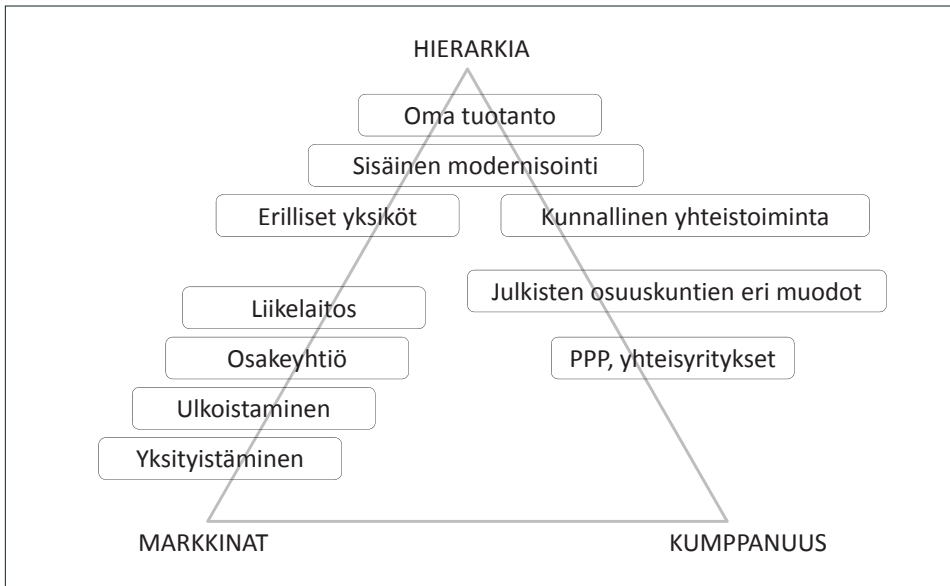 HIERARKIA
Oma tuotanto
Sisäinen modernisointi
Erilliset yksiköt
Kunnallinen yhteistoiminta
Julkisten osuuskuntien eri muodot
Liikelaitos
Osakeyhtiö
PPP, yhteisyritykset
Ulkoistaminen
Yksityistäminen
MARKKINAT
KUMPPANUUS